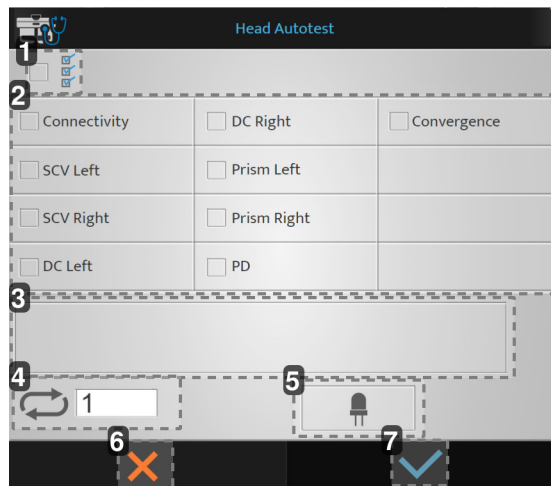 Head Autotest
1
2
Connectivity DC Right Convergence
SCV Left Prism Left
SCV Right Prism Right
DC Left PD
3
4
5
1
6
7